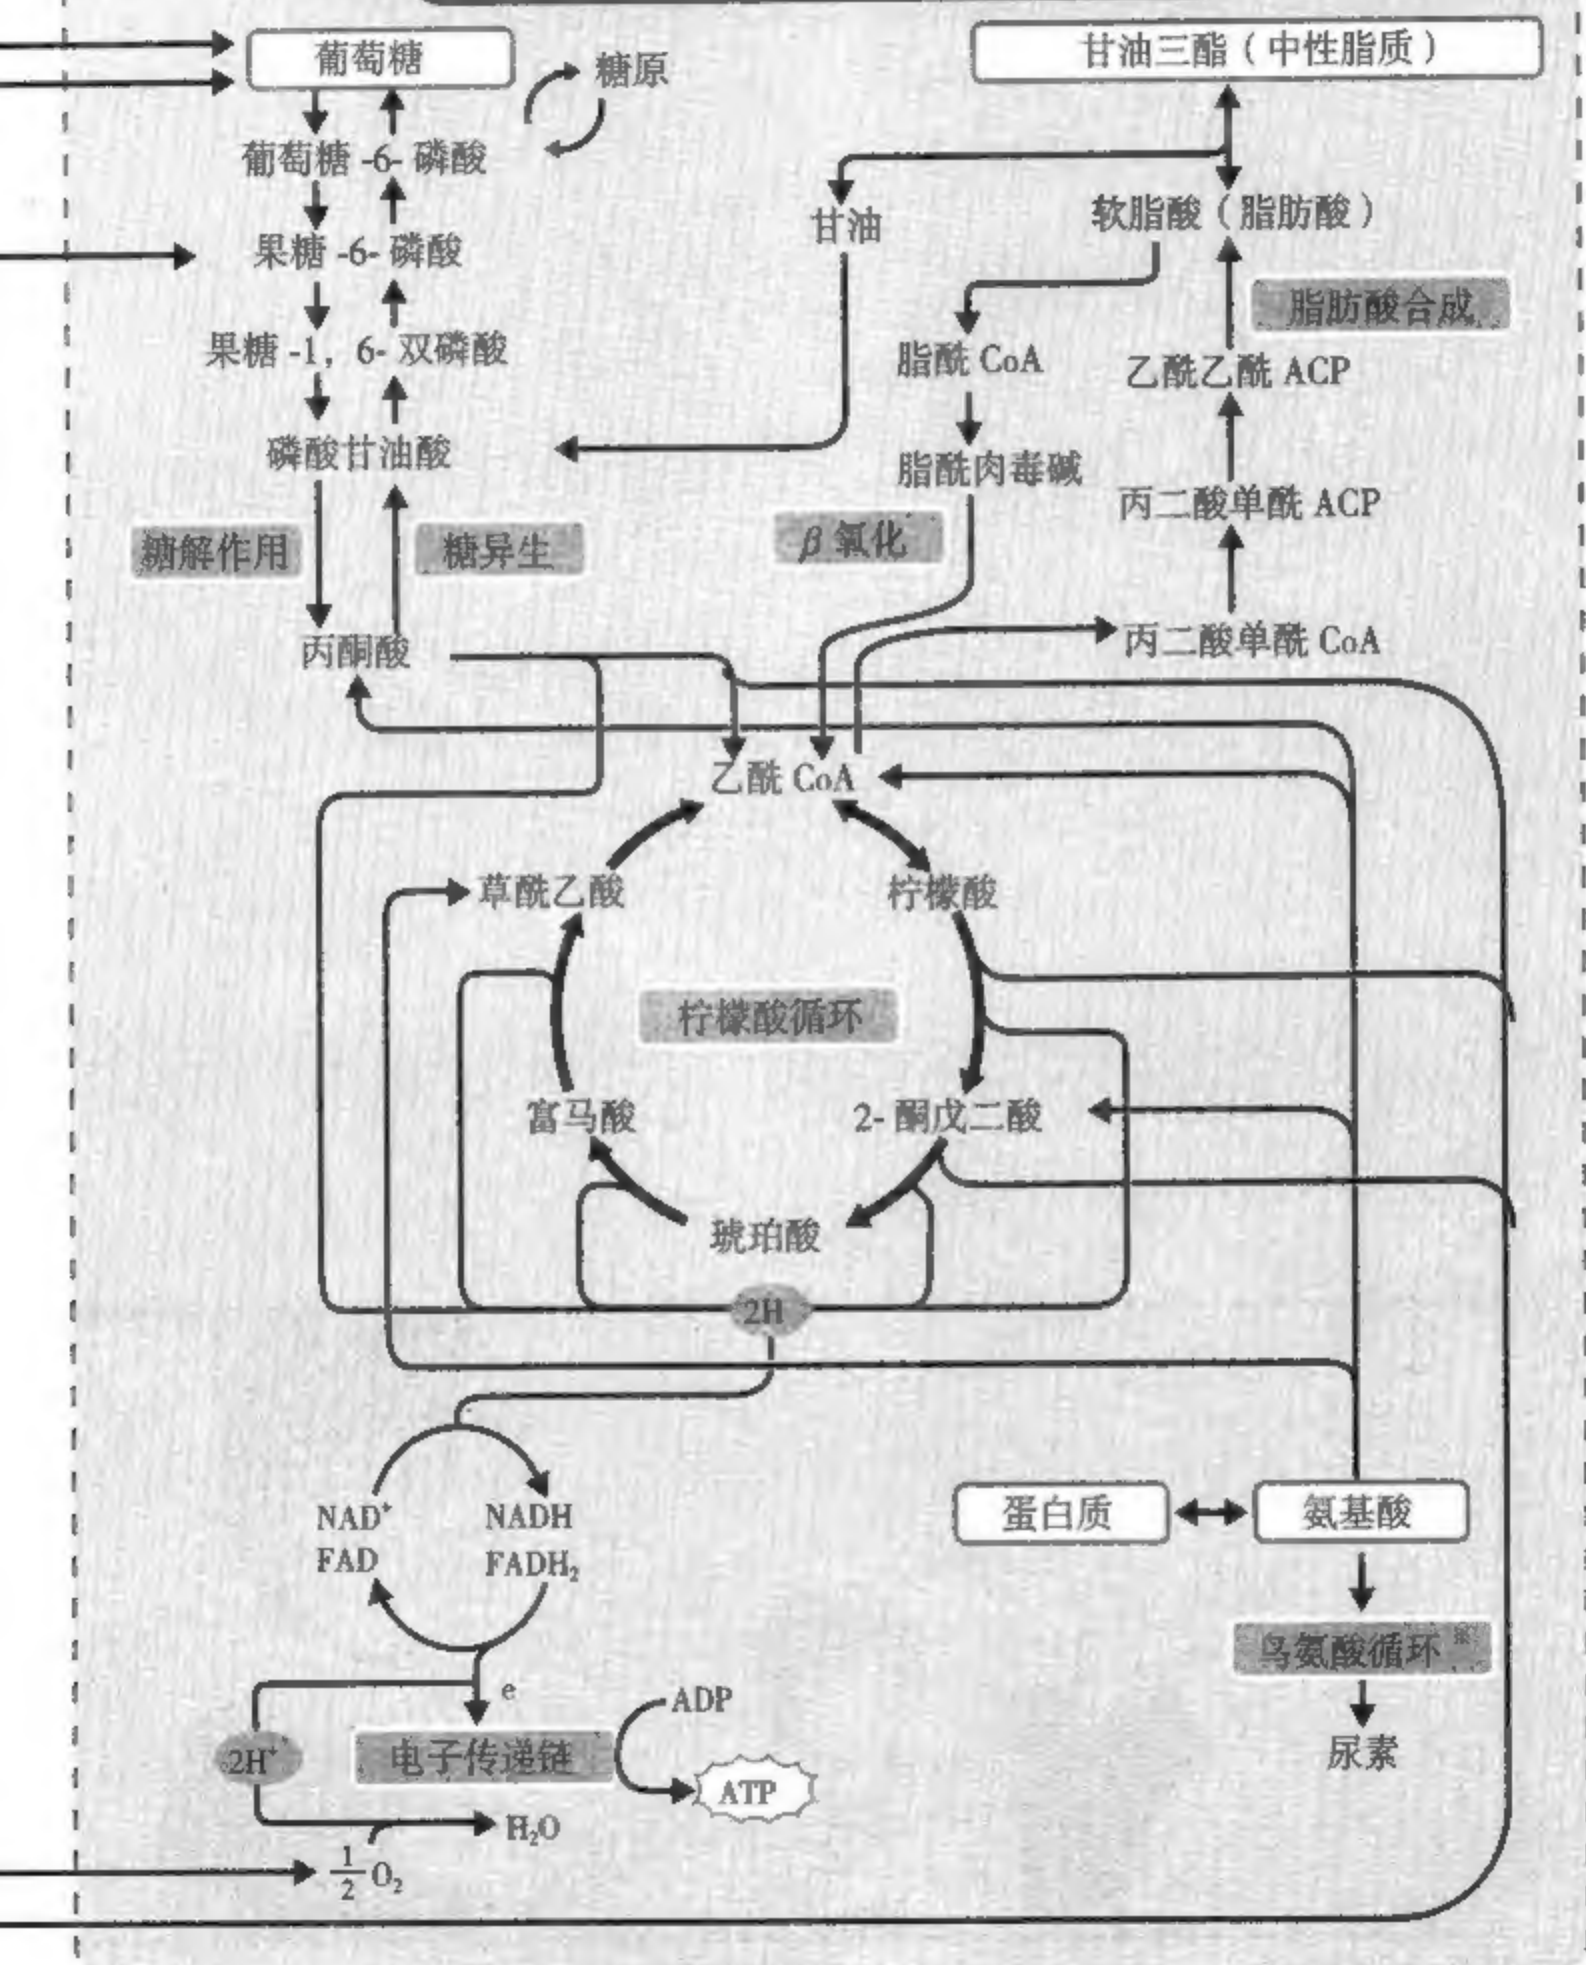 葡萄糖
糖原
甘油三酯（中性脂质）
葡萄糖 -6- 磷酸
甘油
软脂酸（脂肪酸）
果糖 -6- 磷酸
脂肪酸合成
果糖 -1，6- 双磷酸
脂酰 CoA
乙酰乙酰 ACP
磷酸甘油酸
脂酰肉毒碱
丙二酸单酰 ACP
糖解作用
糖异生
β 氧化
丙酮酸
丙二酸单酰 CoA
乙酰 CoA
草酰乙酸
柠檬酸
柠檬酸循环
富马酸
2- 酮戊二酸
琥珀酸
2H
NAD⁺
NADH
FAD
FADH₂
蛋白质
氨基酸
鸟氨酸循环※
尿素
e
2H⁺
电子传递链
ADP
ATP
H₂O
1/2 O₂